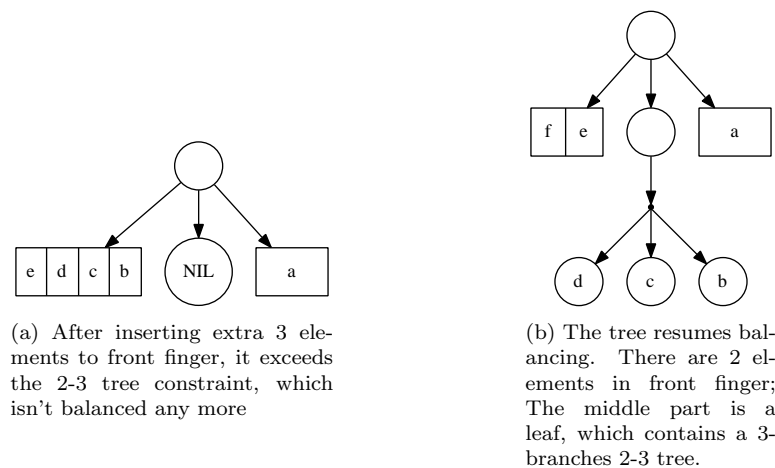 e d c b
NIL
a
(a) After inserting extra 3 ele-
ments to front finger, it exceeds
the 2-3 tree constraint, which
isn't balanced any more
f e
a
d
c
b
(b) The tree resumes bal-
ancing. There are 2 el-
ements in front finger;
The middle part is a
leaf, which contains a 3-
branches 2-3 tree.